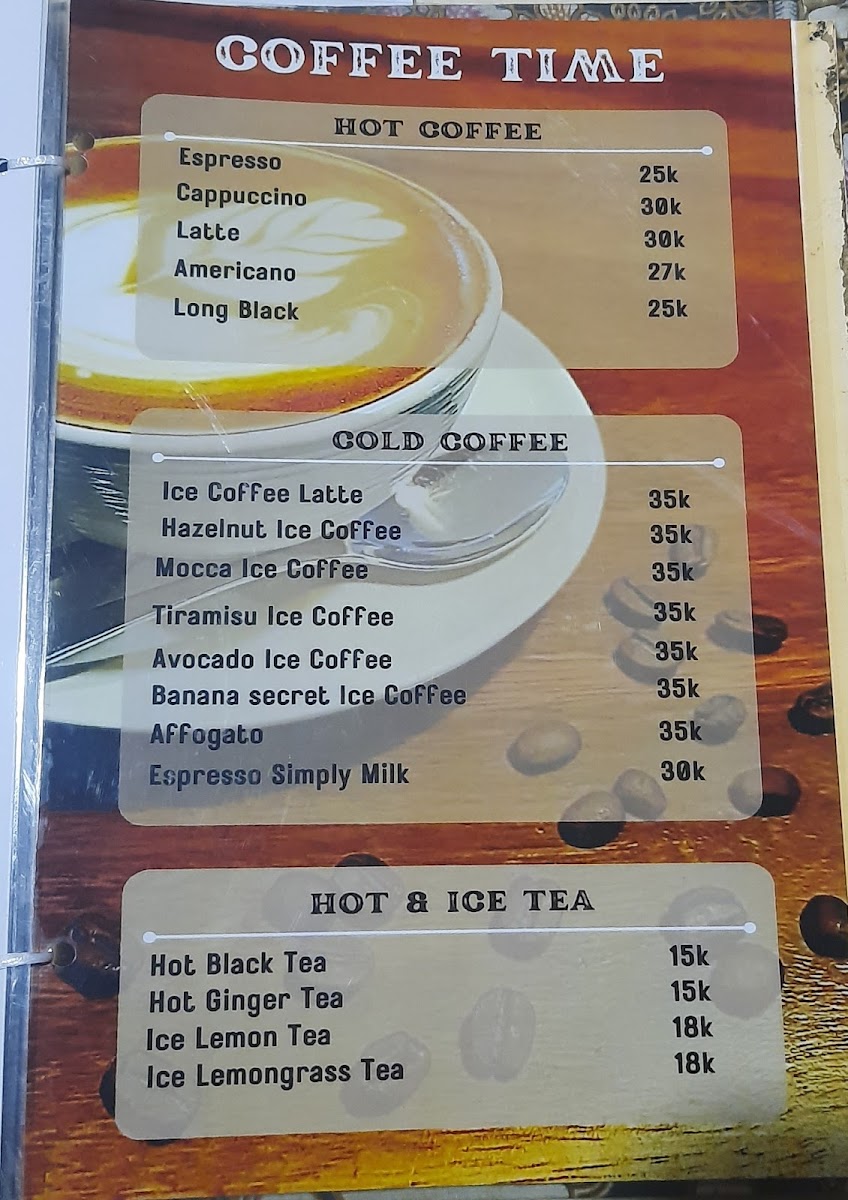 COFFEE TIME
HOT COFFEE
Espresso 25k
Cappuccino 30k
Latte 30k
Americano 27k
Long Black 25k
COLD COFFEE
Ice Coffee Latte 35k
Hazelnut Ice Coffee 35k
Mocca Ice Coffee 35k
Tiramisu Ice Coffee 35k
Avocado Ice Coffee 35k
Banana secret Ice Coffee 35k
Affogato 35k
Espresso Simply Milk 30k
HOT & ICE TEA
Hot Black Tea 15k
Hot Ginger Tea 15k
Ice Lemon Tea 18k
Ice Lemongrass Tea 18k